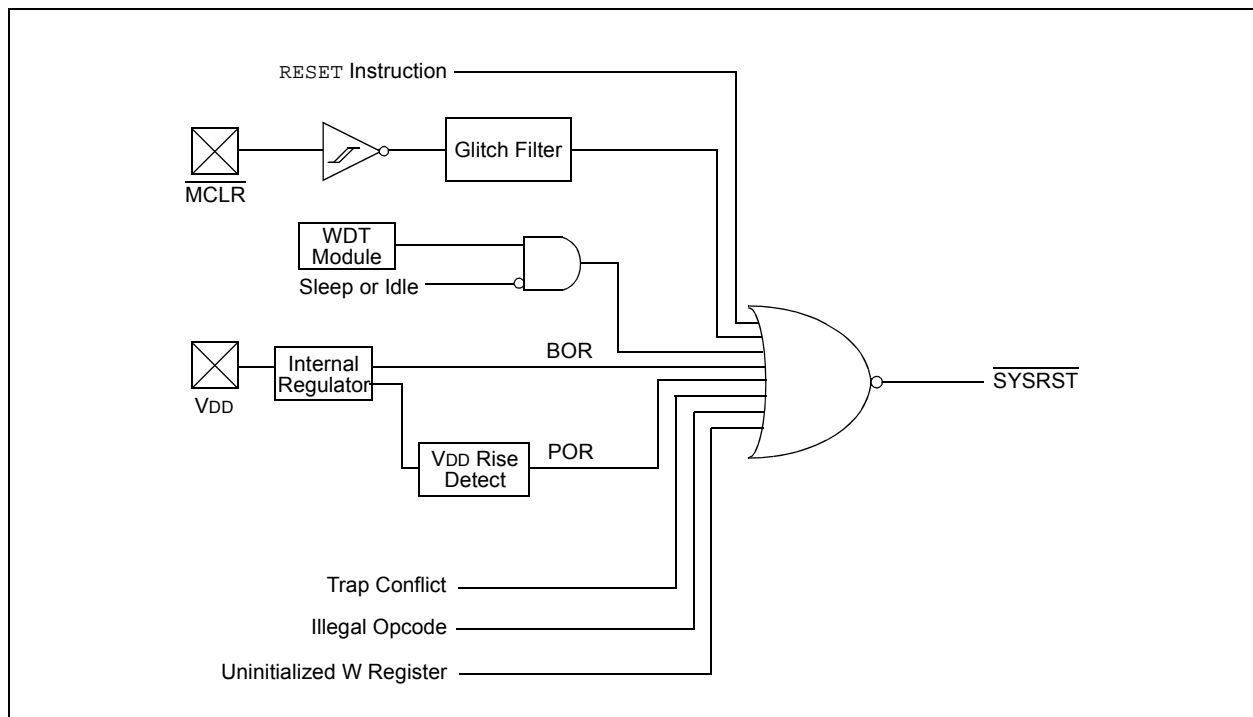 RESET Instruction
Glitch Filter
MCLR
WDT
Module
Sleep or Idle
BOR
Internal
Regulator
VDD
SYSRST
POR
VDD Rise
Detect
Trap Conflict
Illegal Opcode
Uninitialized W Register